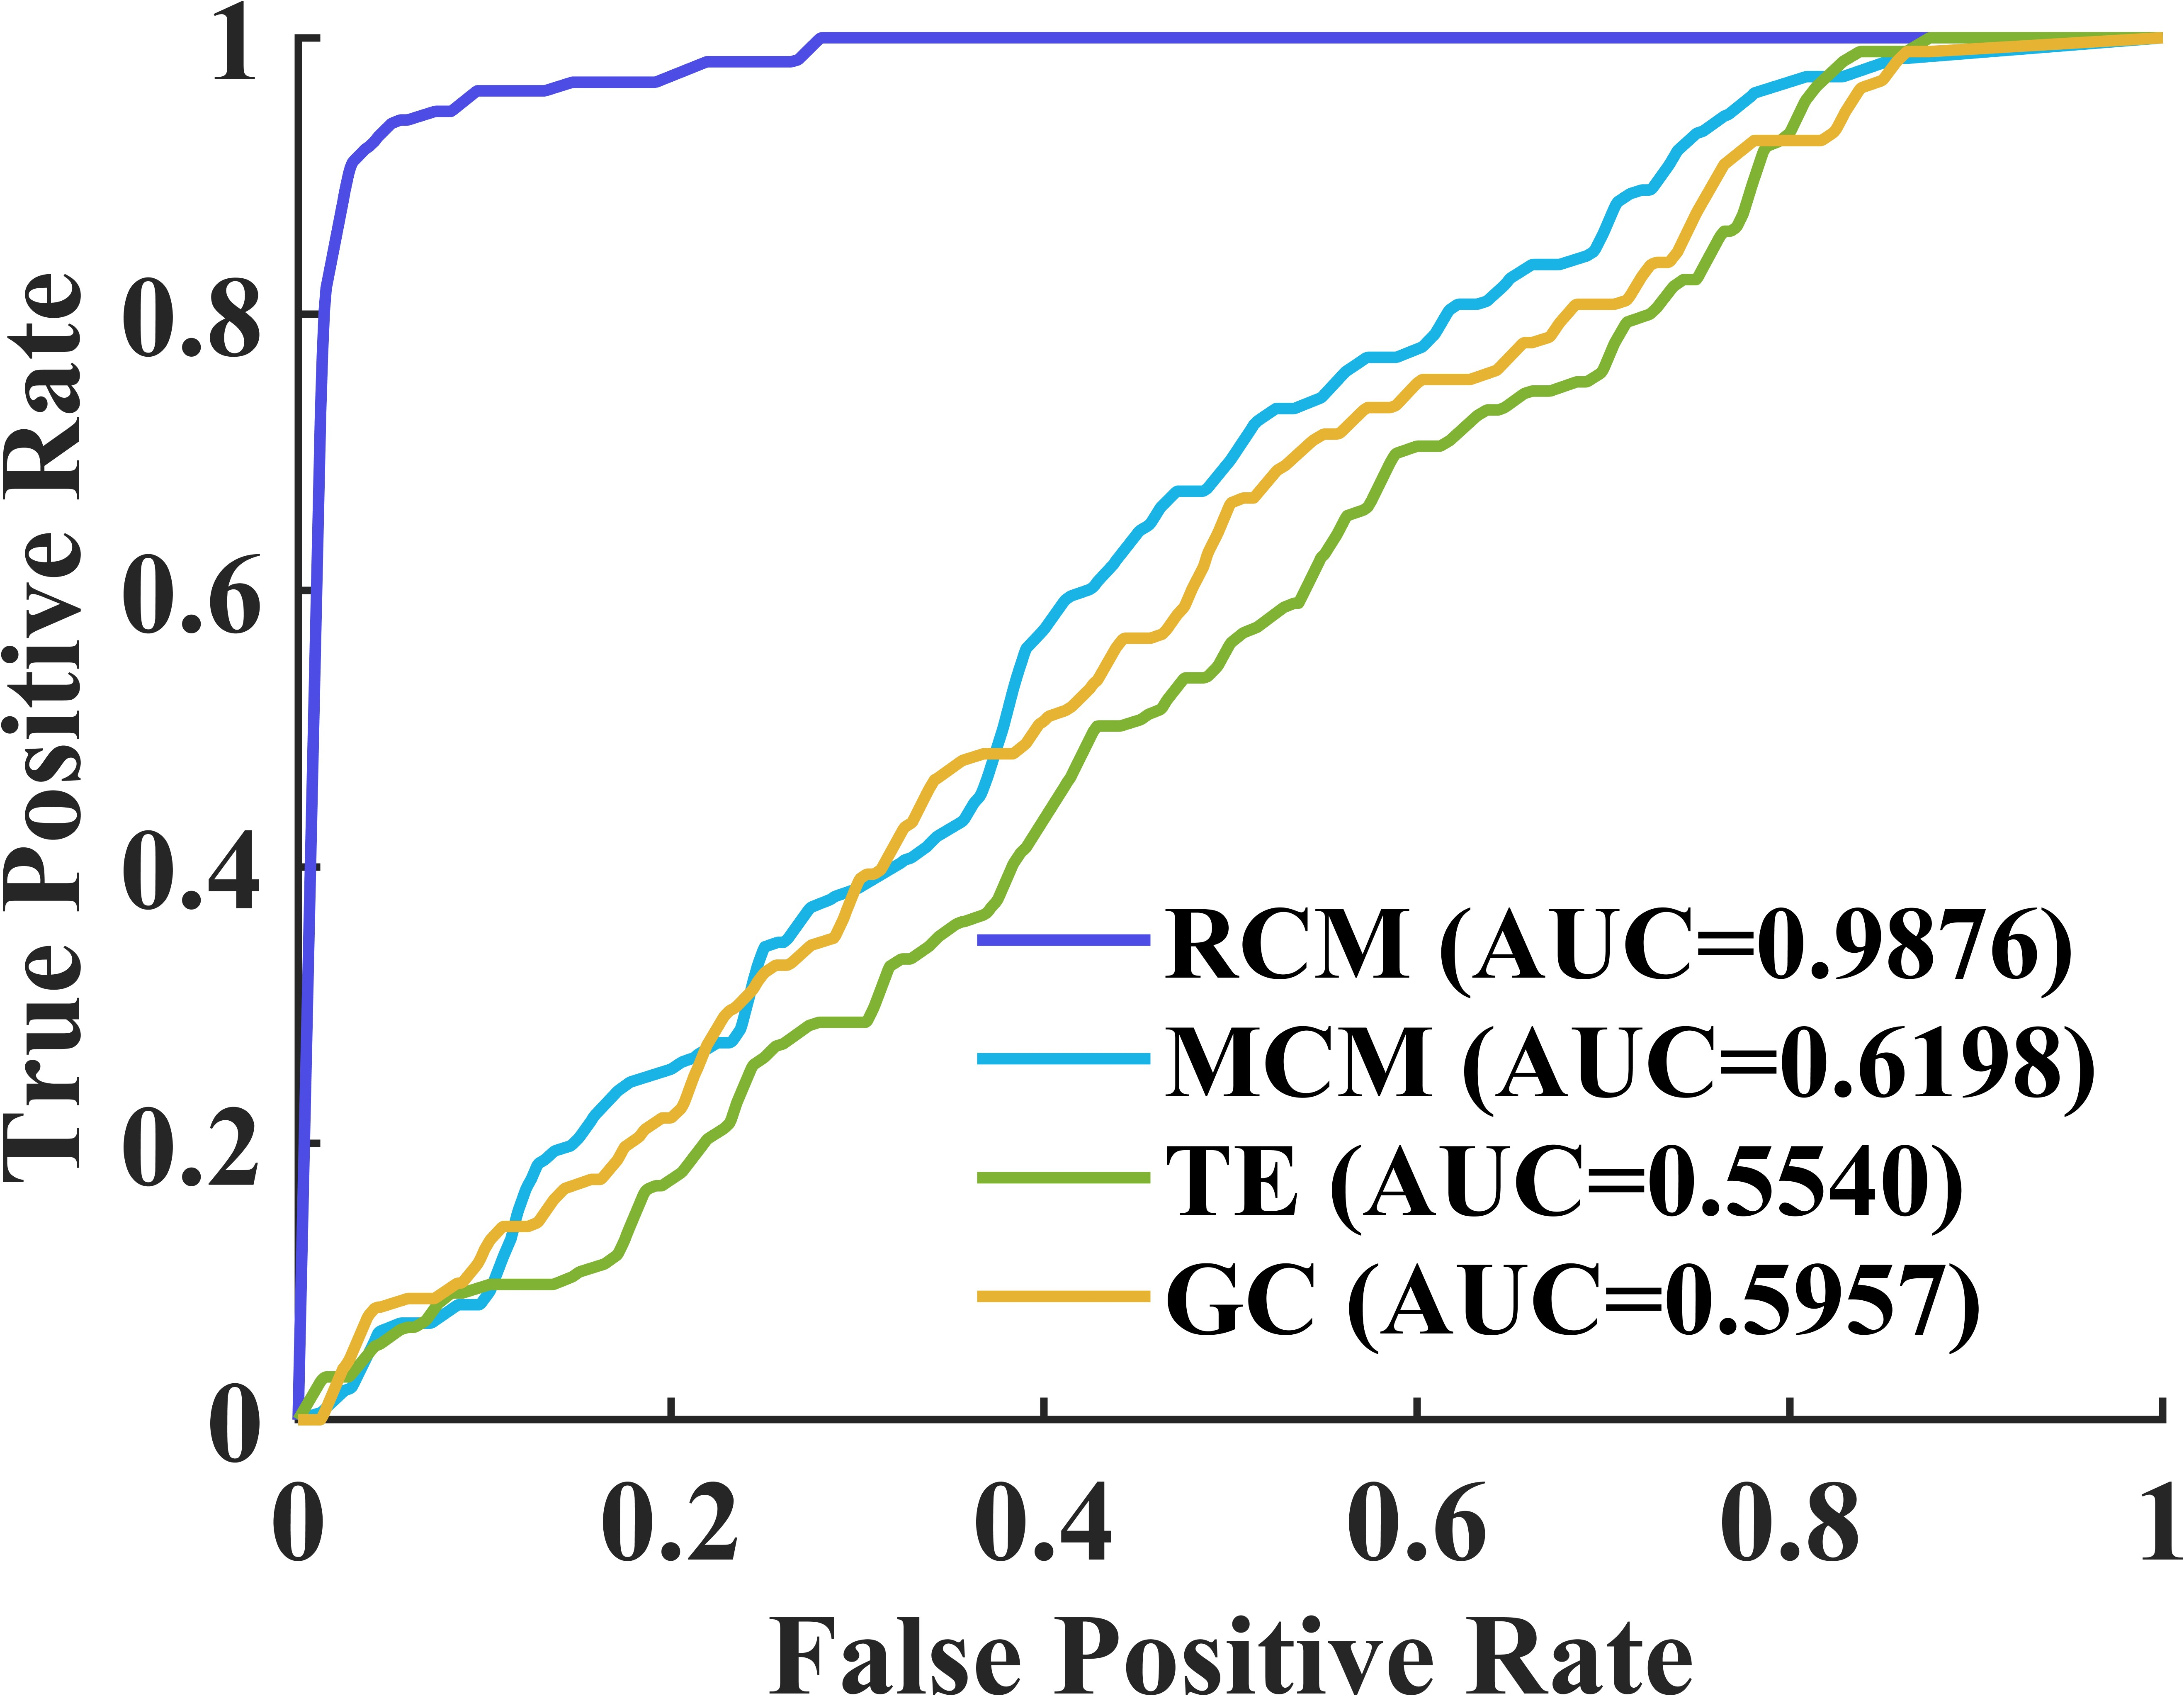 True Positive Rate
1
0.8
0.6
0.4
0.2
0
RCM (AUC=0.9876)
MCM (AUC=0.6198)
TE (AUC=0.5540)
GC (AUC=0.5957)
0 0.2 0.4 0.6 0.8 1
False Positive Rate